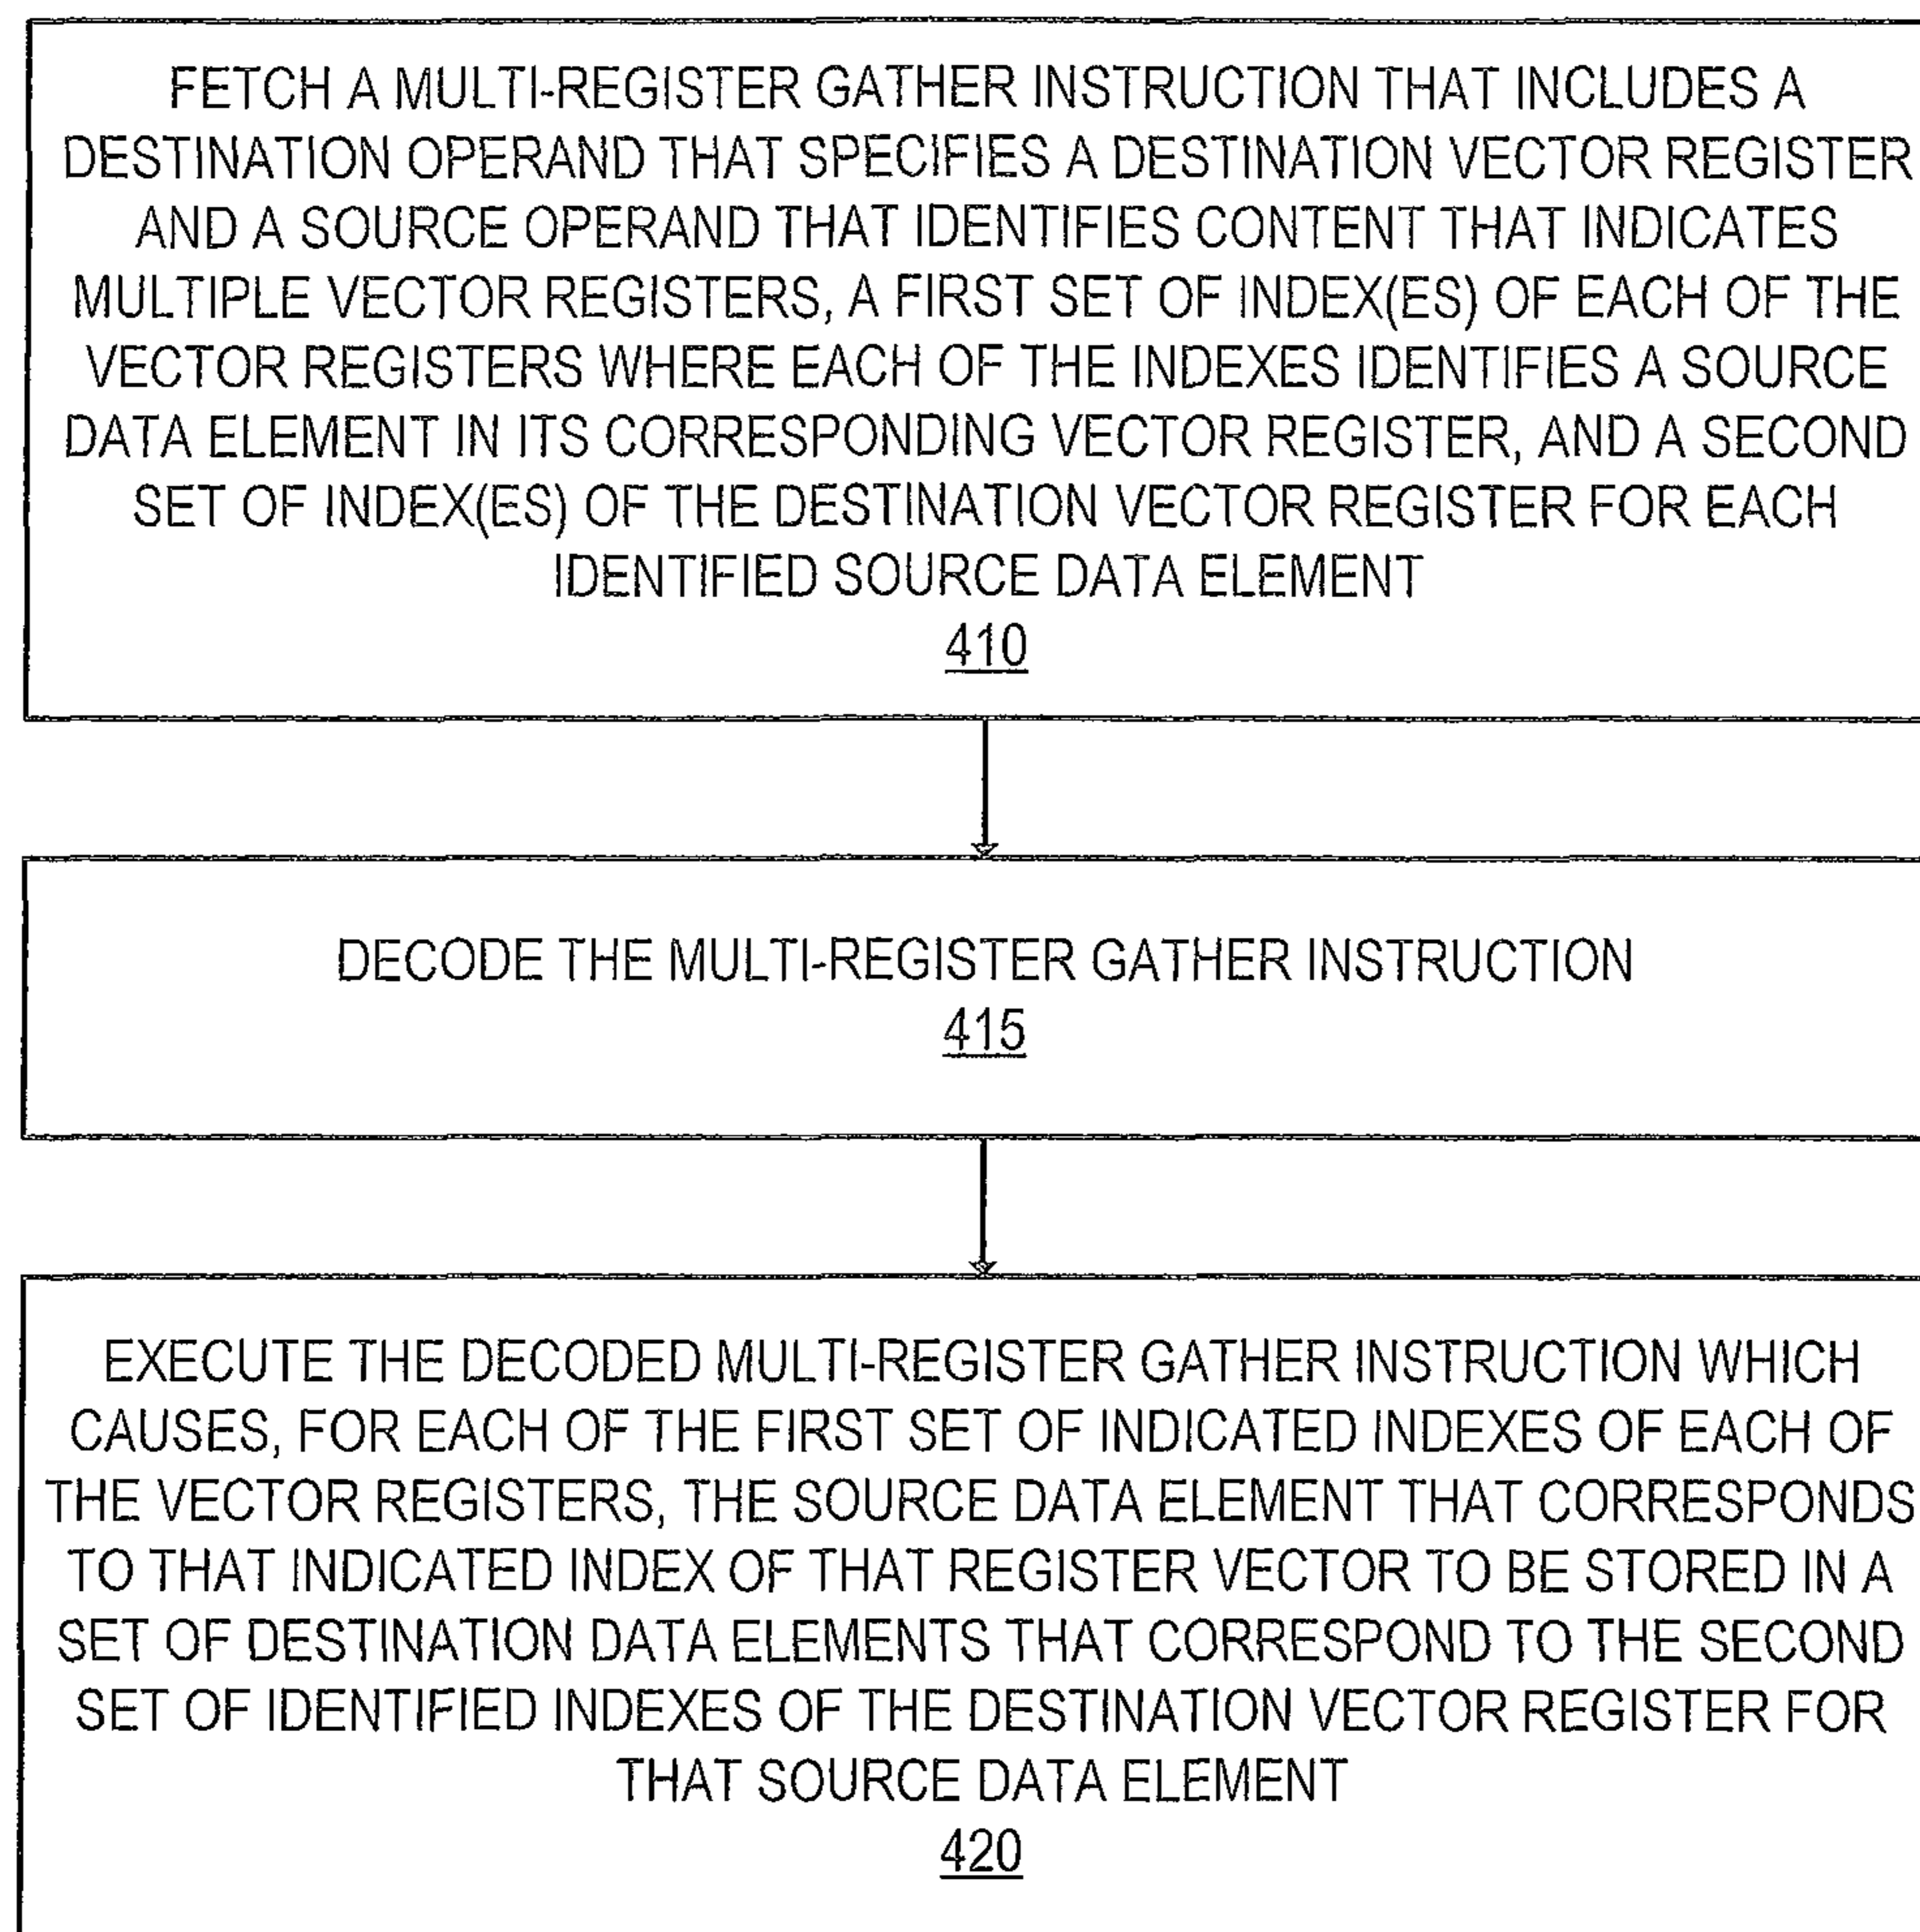 FETCH A MULTI-REGISTER GATHER INSTRUCTION THAT INCLUDES A
DESTINATION OPERAND THAT SPECIFIES A DESTINATION VECTOR REGISTER
AND A SOURCE OPERAND THAT IDENTIFIES CONTENT THAT INDICATES
MULTIPLE VECTOR REGISTERS, A FIRST SET OF INDEX(ES) OF EACH OF THE
VECTOR REGISTERS WHERE EACH OF THE INDEXES IDENTIFIES A SOURCE
DATA ELEMENT IN ITS CORRESPONDING VECTOR REGISTER, AND A SECOND
SET OF INDEX(ES) OF THE DESTINATION VECTOR REGISTER FOR EACH
IDENTIFIED SOURCE DATA ELEMENT
410
DECODE THE MULTI-REGISTER GATHER INSTRUCTION
415
EXECUTE THE DECODED MULTI-REGISTER GATHER INSTRUCTION WHICH
CAUSES, FOR EACH OF THE FIRST SET OF INDICATED INDEXES OF EACH OF
THE VECTOR REGISTERS, THE SOURCE DATA ELEMENT THAT CORRESPONDS
TO THAT INDICATED INDEX OF THAT REGISTER VECTOR TO BE STORED IN A
SET OF DESTINATION DATA ELEMENTS THAT CORRESPOND TO THE SECOND
SET OF IDENTIFIED INDEXES OF THE DESTINATION VECTOR REGISTER FOR
THAT SOURCE DATA ELEMENT
420